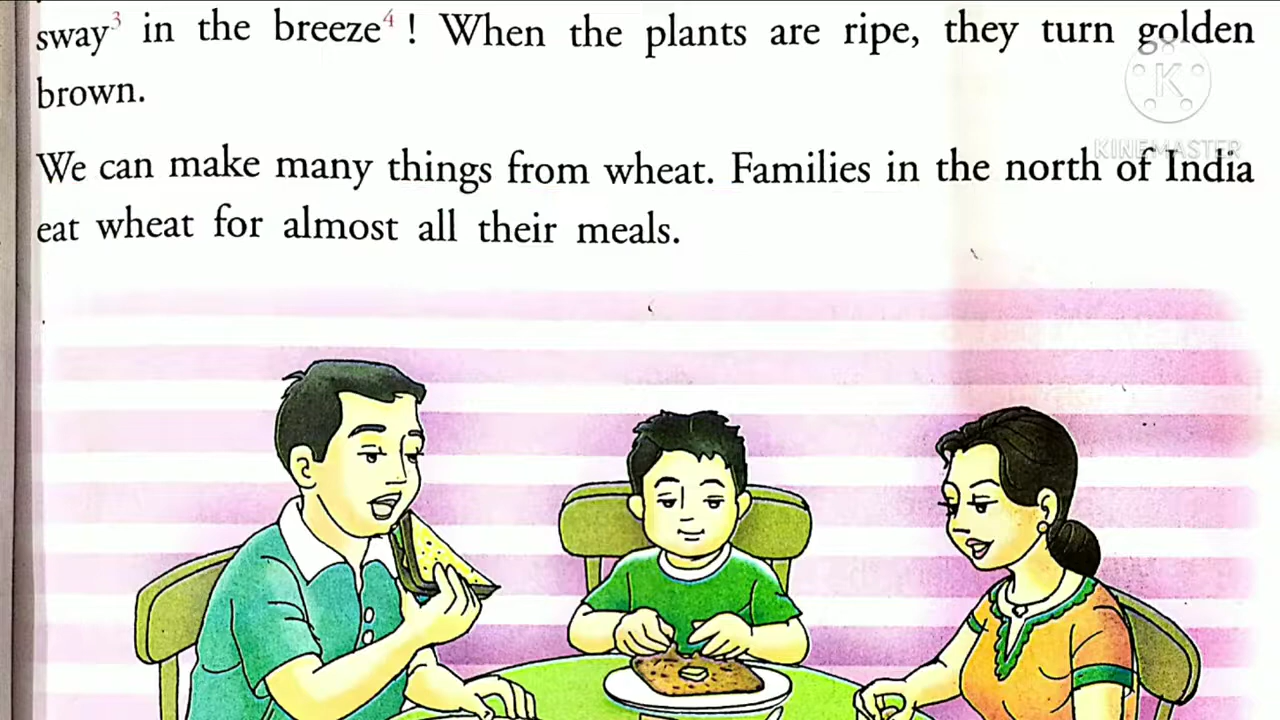 sway³ in the breeze⁴ ! When the plants are ripe, they turn golden
brown.
We can make many things from wheat. Families in the north of India
eat wheat for almost all their meals.
K
KINEMASTER